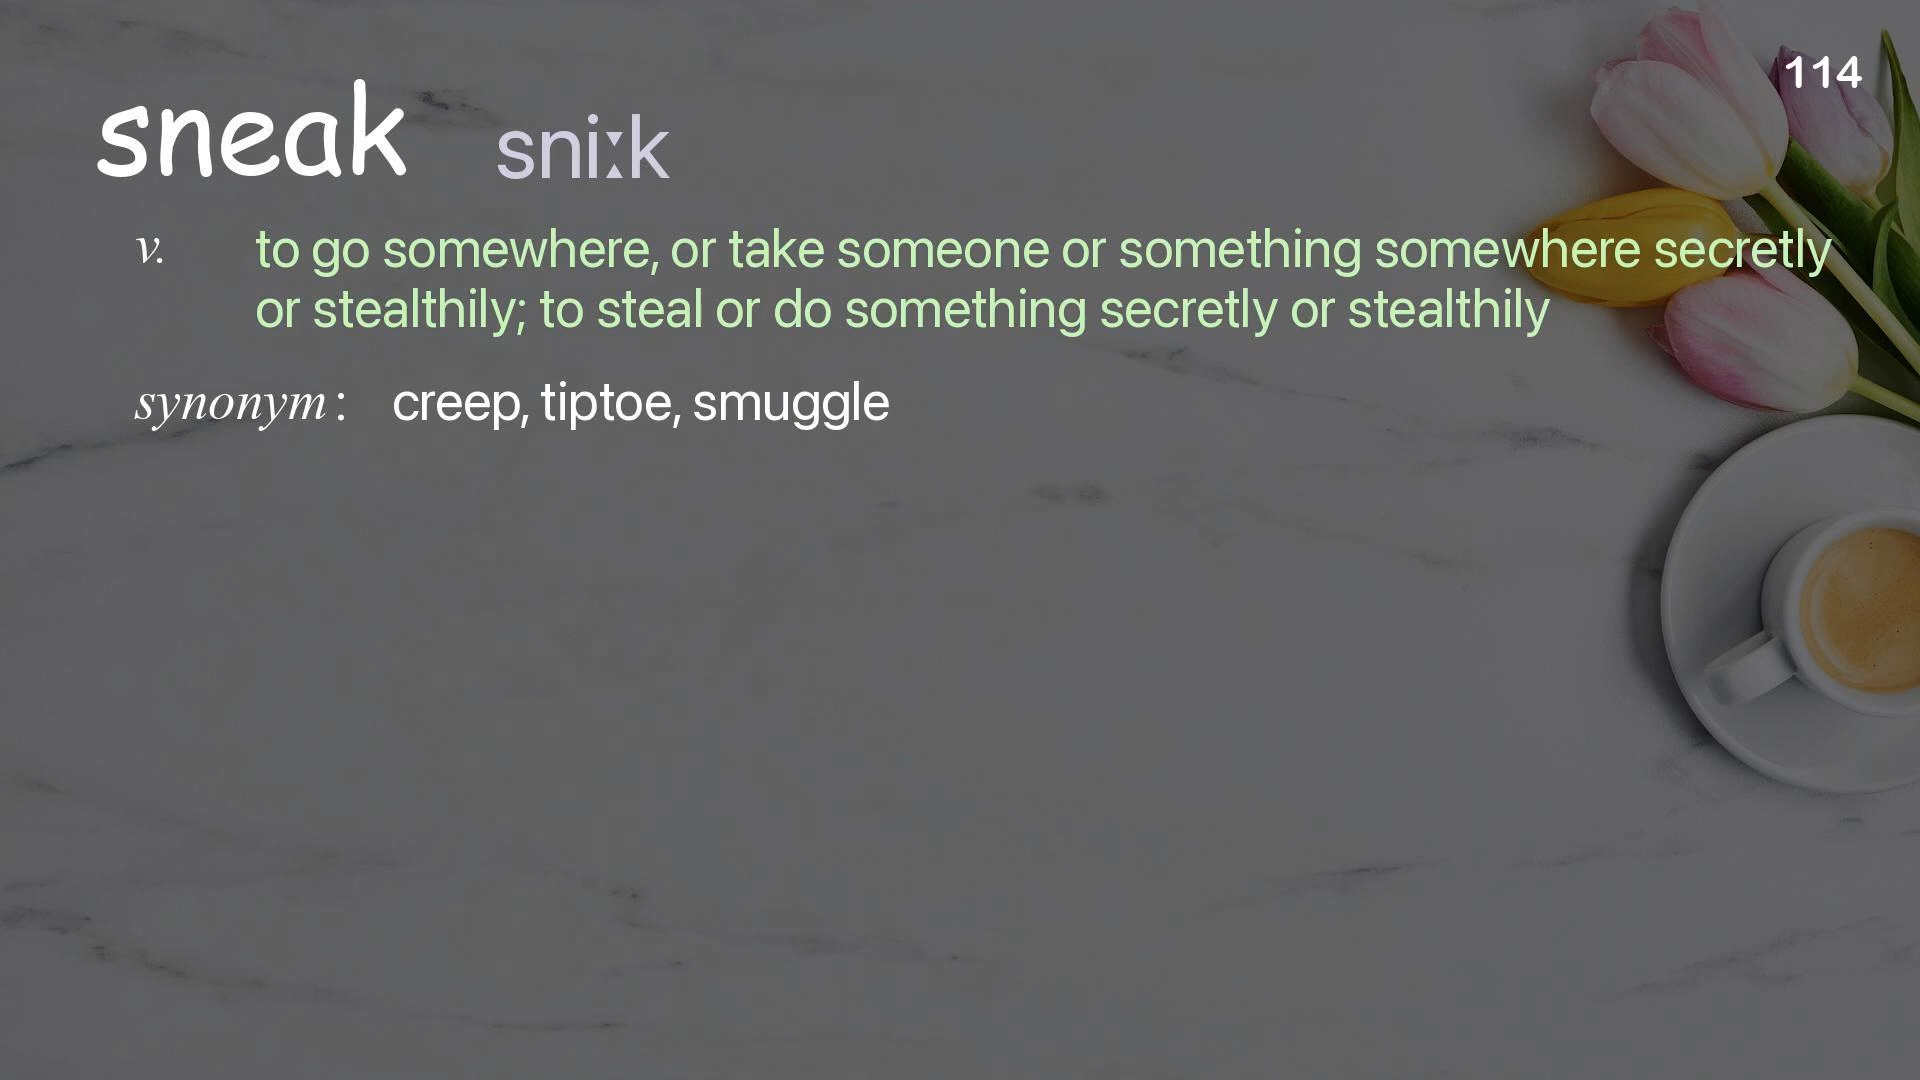 114
sneak sniːk
v. to go somewhere, or take someone or something somewhere secretly
or stealthily; to steal or do something secretly or stealthily
synonym: creep, tiptoe, smuggle